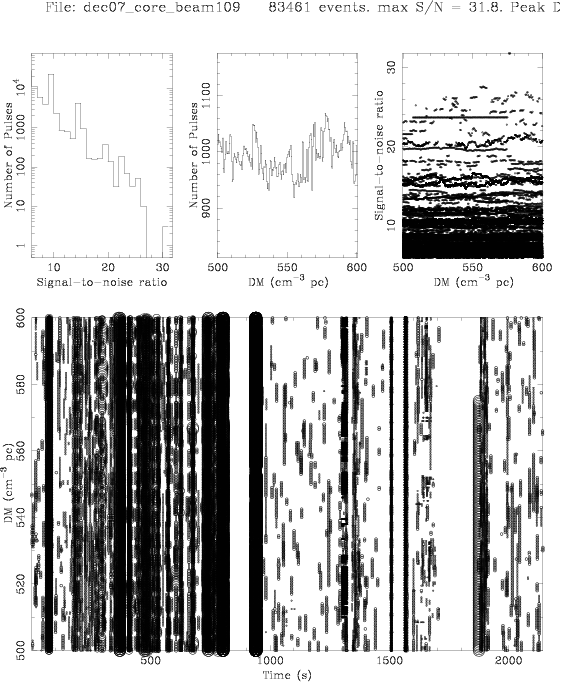 File: dec07_core_beam109 83461 events. max S/N = 31.8. Peak D
Number of Pulses
1 10 100 1000 10^4
10 20 30
Signal-to-noise ratio
Number of Pulses
900 1000 1100
500 550 600
DM (cm^-3 pc)
Signal-to-noise ratio
10 20 30
500 550 600
DM (cm^-3 pc)
DM (cm^-3 pc)
500 520 540 560 580 600
500 1000 1500 2000
Time (s)